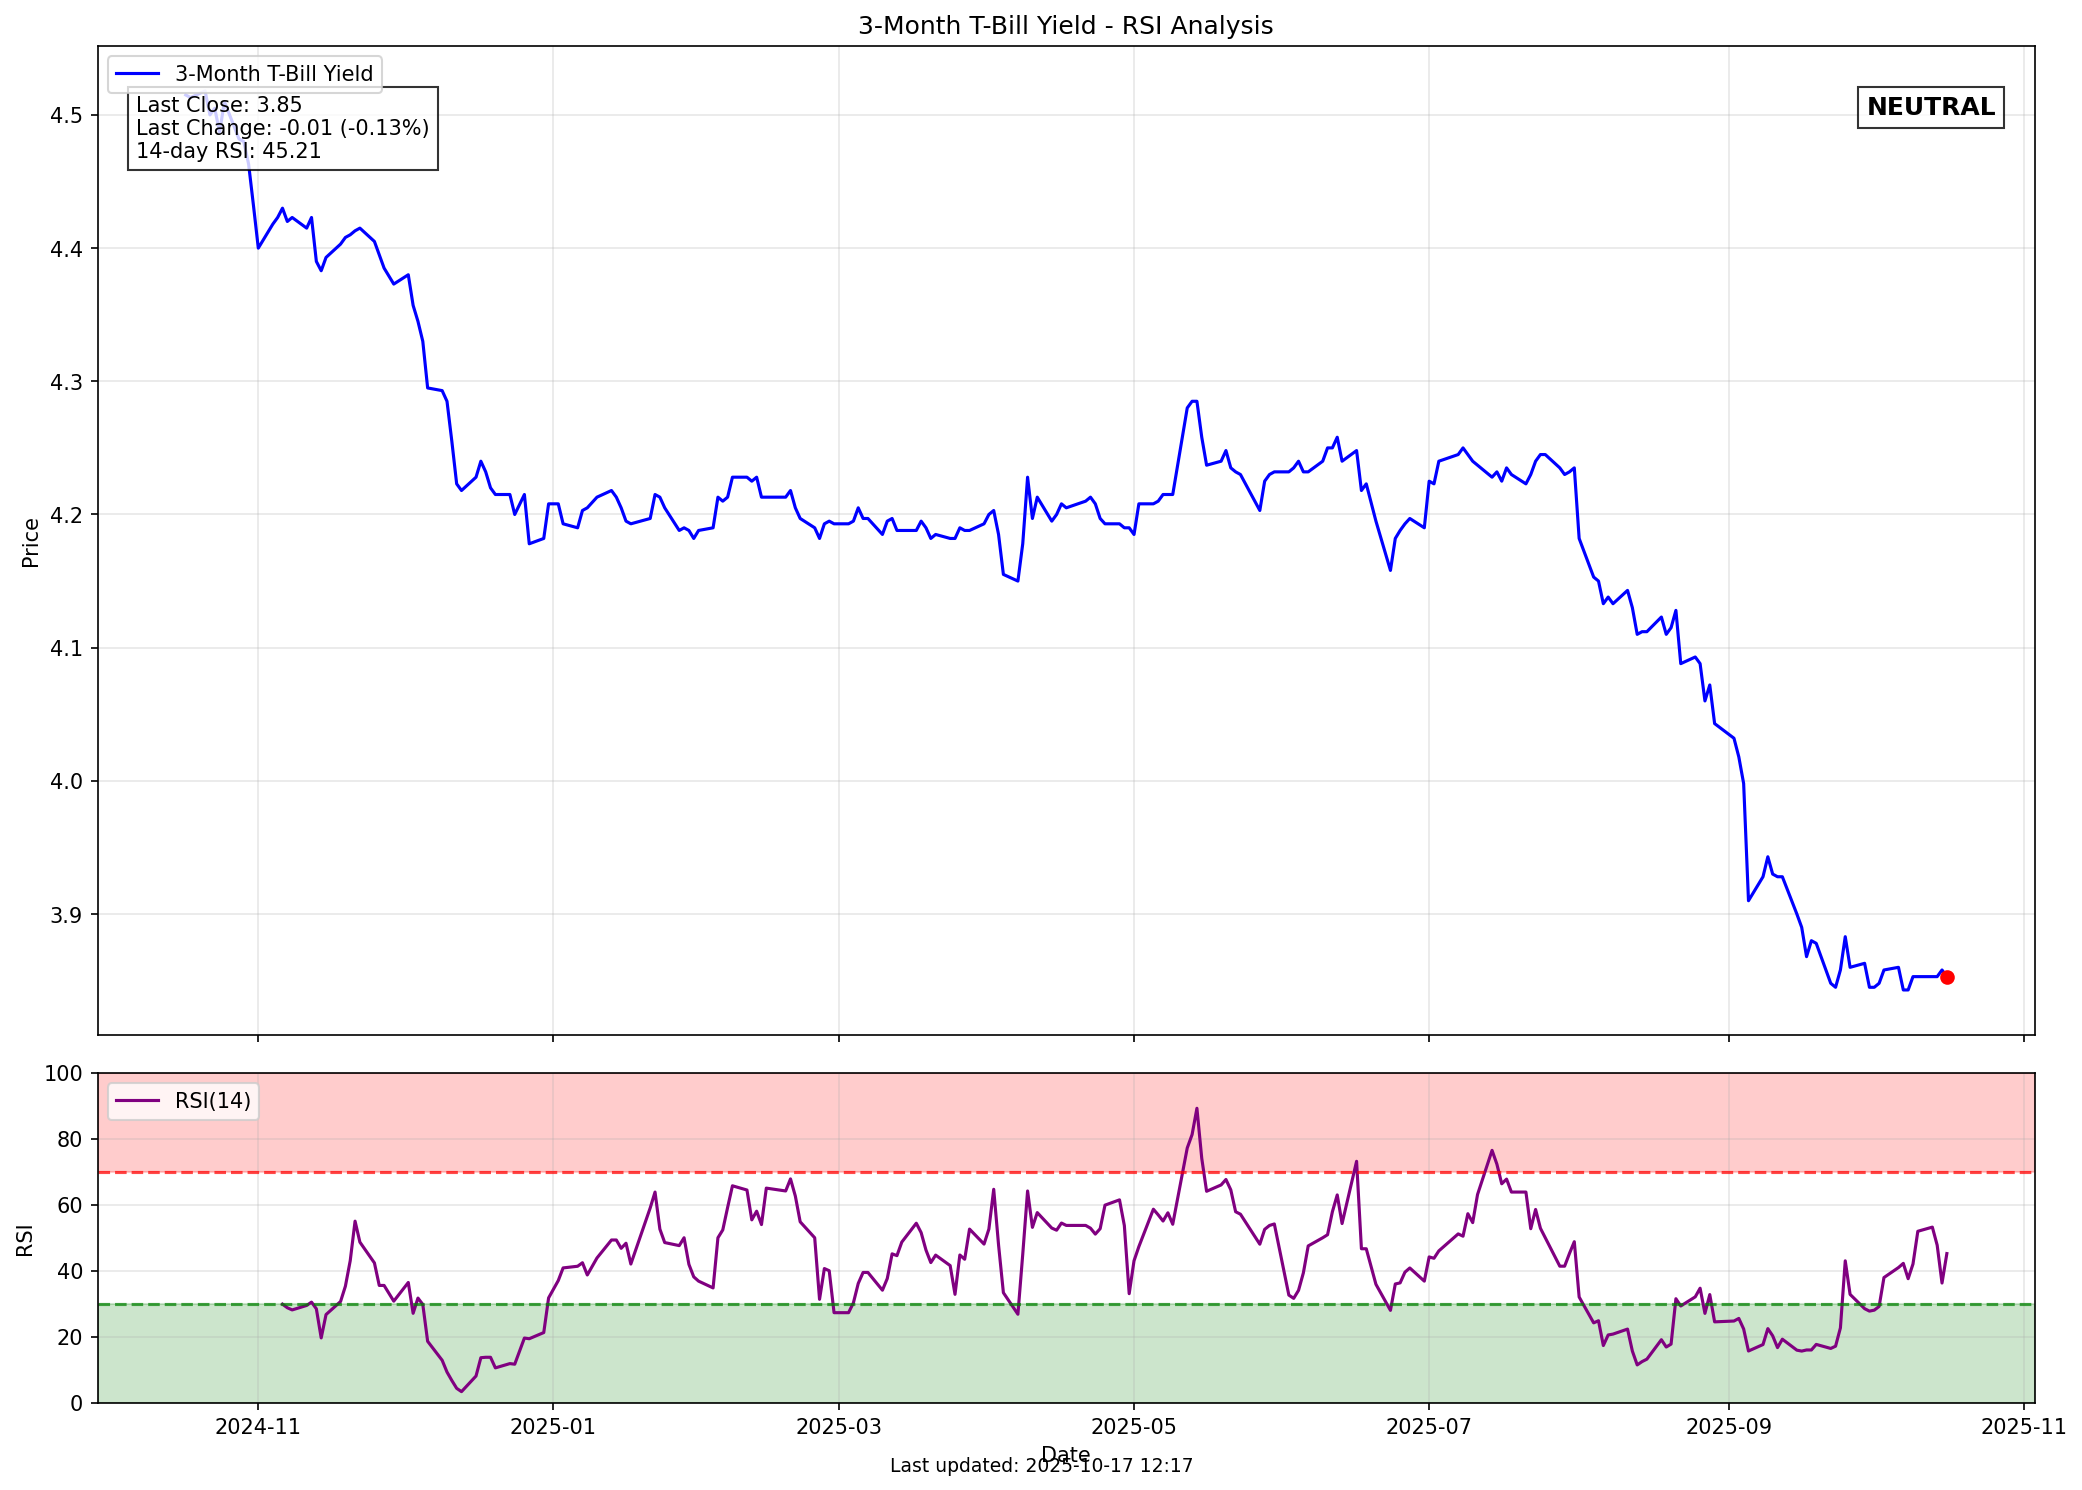 3-Month T-Bill Yield - RSI Analysis
3-Month T-Bill Yield
Last Close: 3.85
Last Change: -0.01 (-0.13%)
14-day RSI: 45.21
NEUTRAL
4.5
4.4
4.3
4.2
4.1
4.0
3.9
Price
100
80
60
40
20
0
RSI
RSI(14)
2024-11
2025-01
2025-03
2025-05
2025-07
2025-09
2025-11
Date
Last updated: 2025-10-17 12:17